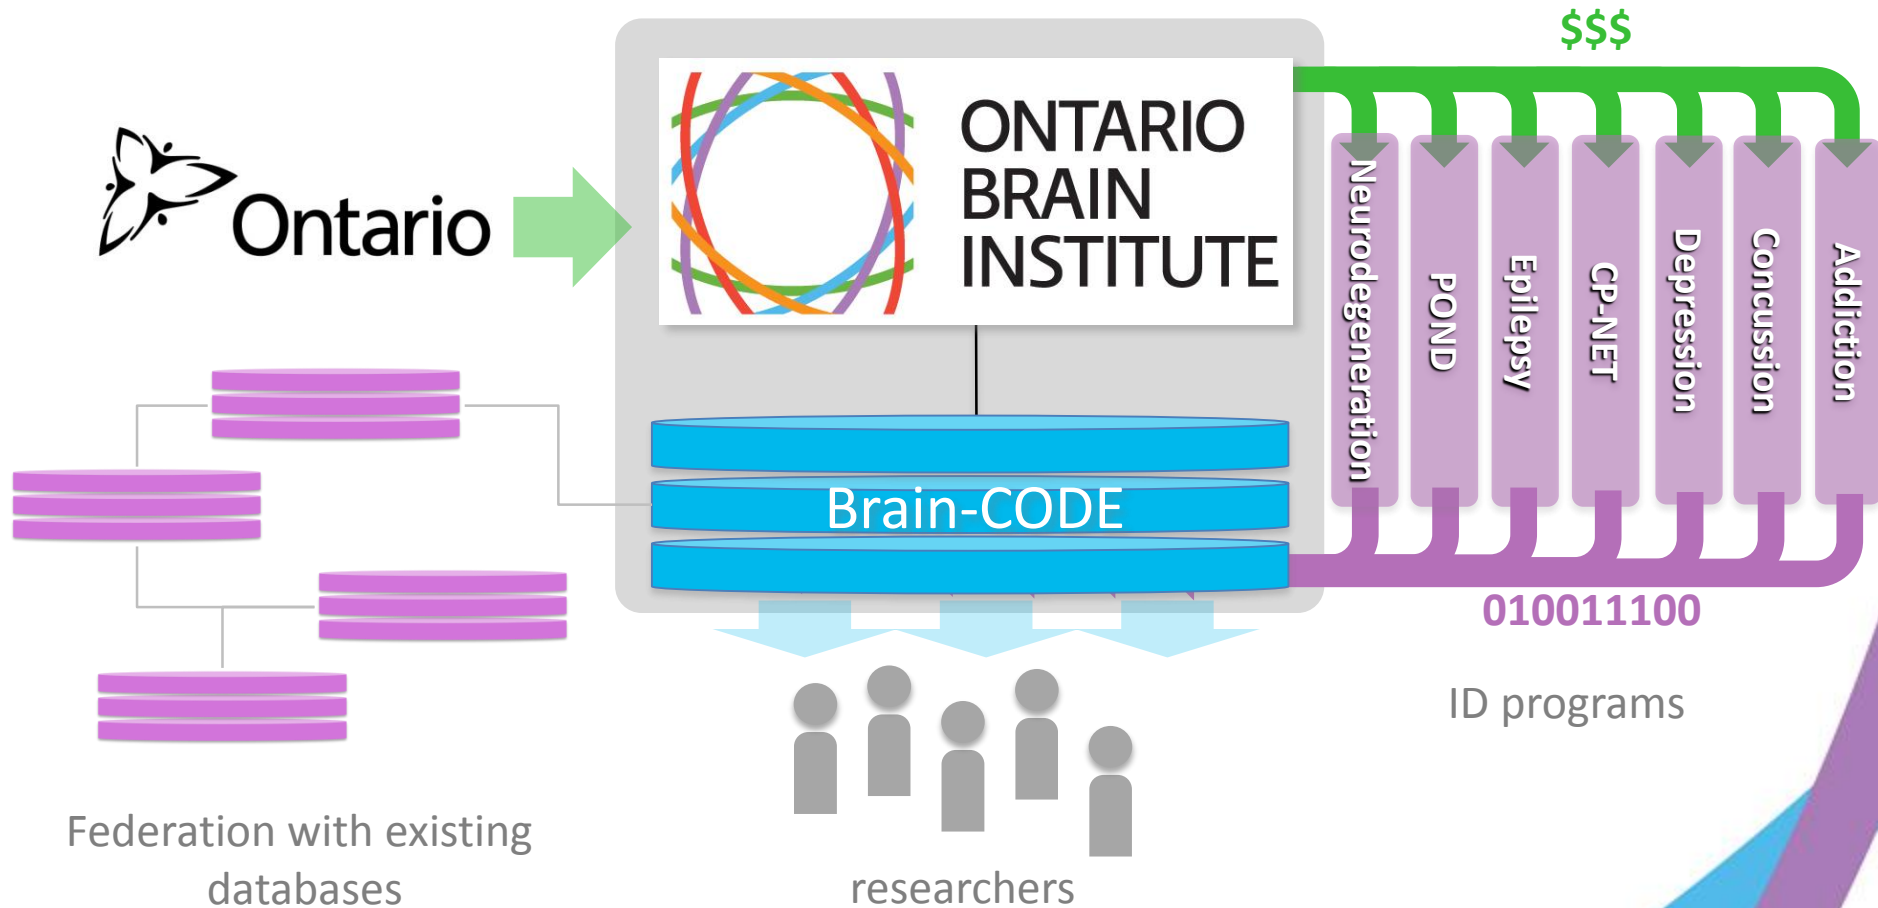 $$$
Ontario
ONTARIO
BRAIN
INSTITUTE
Neurodegeneration
POND
Epilepsy
CP-NET
Depression
Concussion
Addiction
Brain-CODE
010011100
ID programs
Federation with existing
databases
researchers